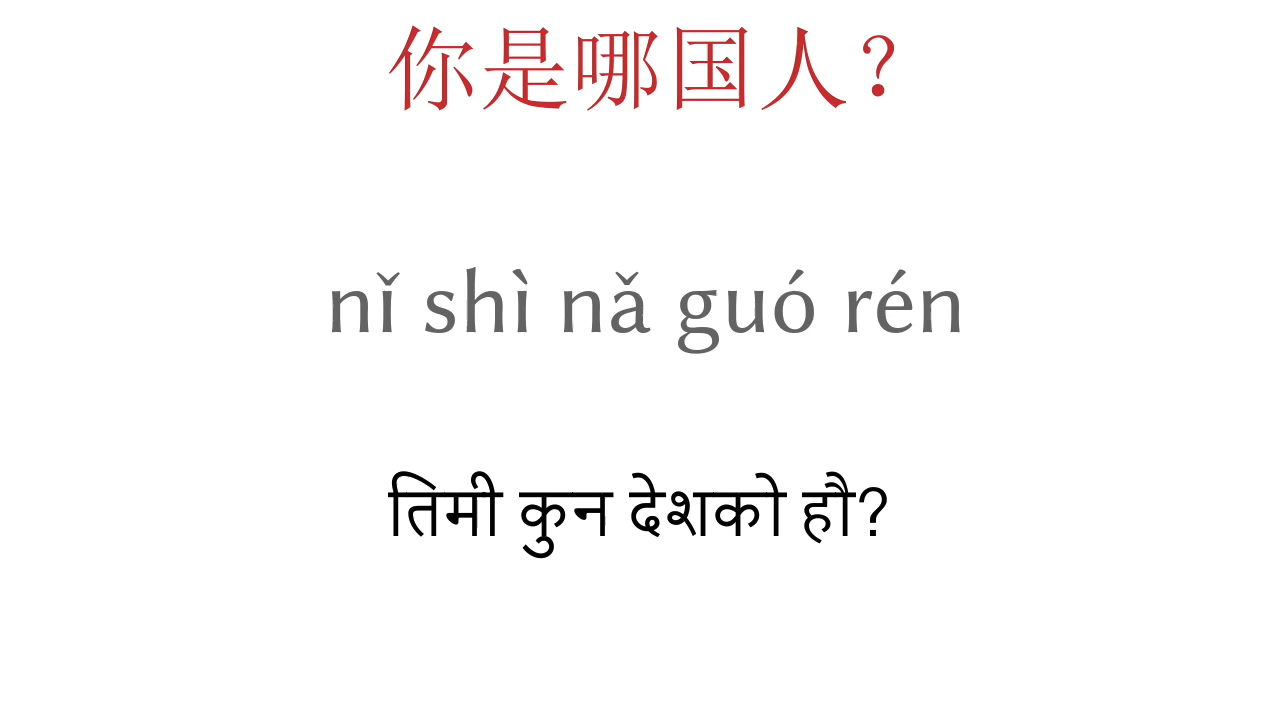 你是哪国人？
nǐ shì nǎ guó rén
तिमी कुन देशको हौ?